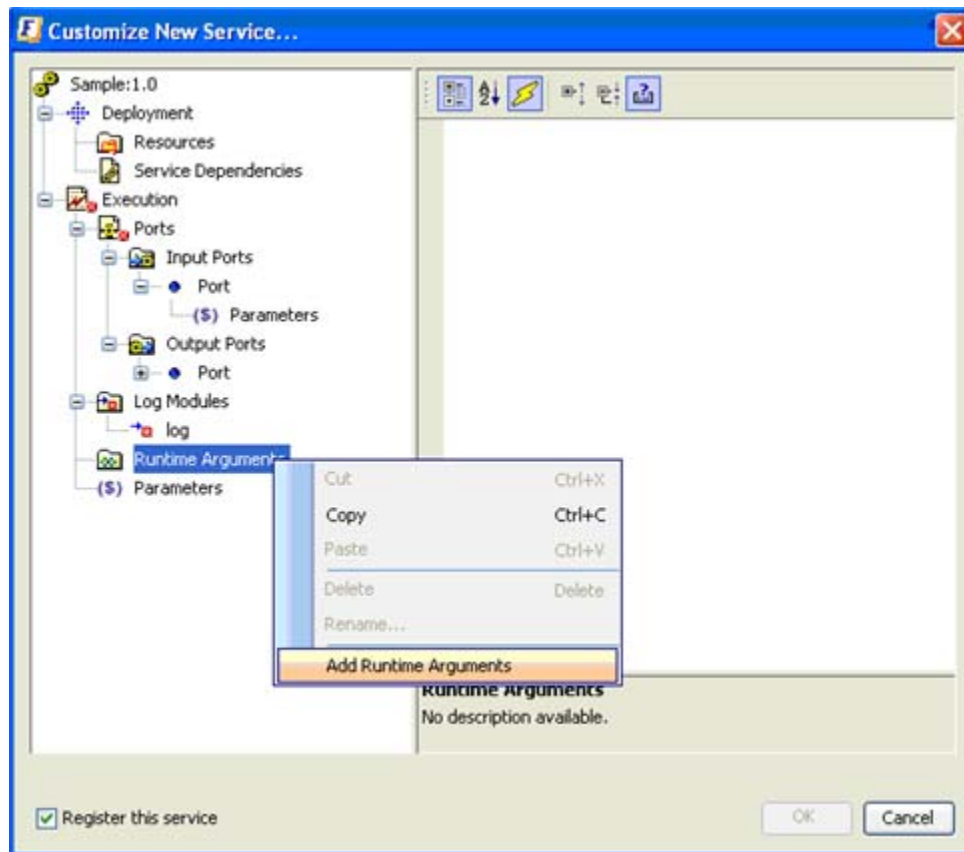 Customize New Service...
Sample:1.0
Deployment
Resources
Service Dependencies
Execution
Ports
Input Ports
Port
($) Parameters
Output Ports
Port
Log Modules
log
Runtime Arguments
($) Parameters
Cut Ctrl+X
Copy Ctrl+C
Paste Ctrl+V
Delete Delete
Rename...
Add Runtime Arguments
Runtime Arguments
No description available.
Register this service
OK Cancel